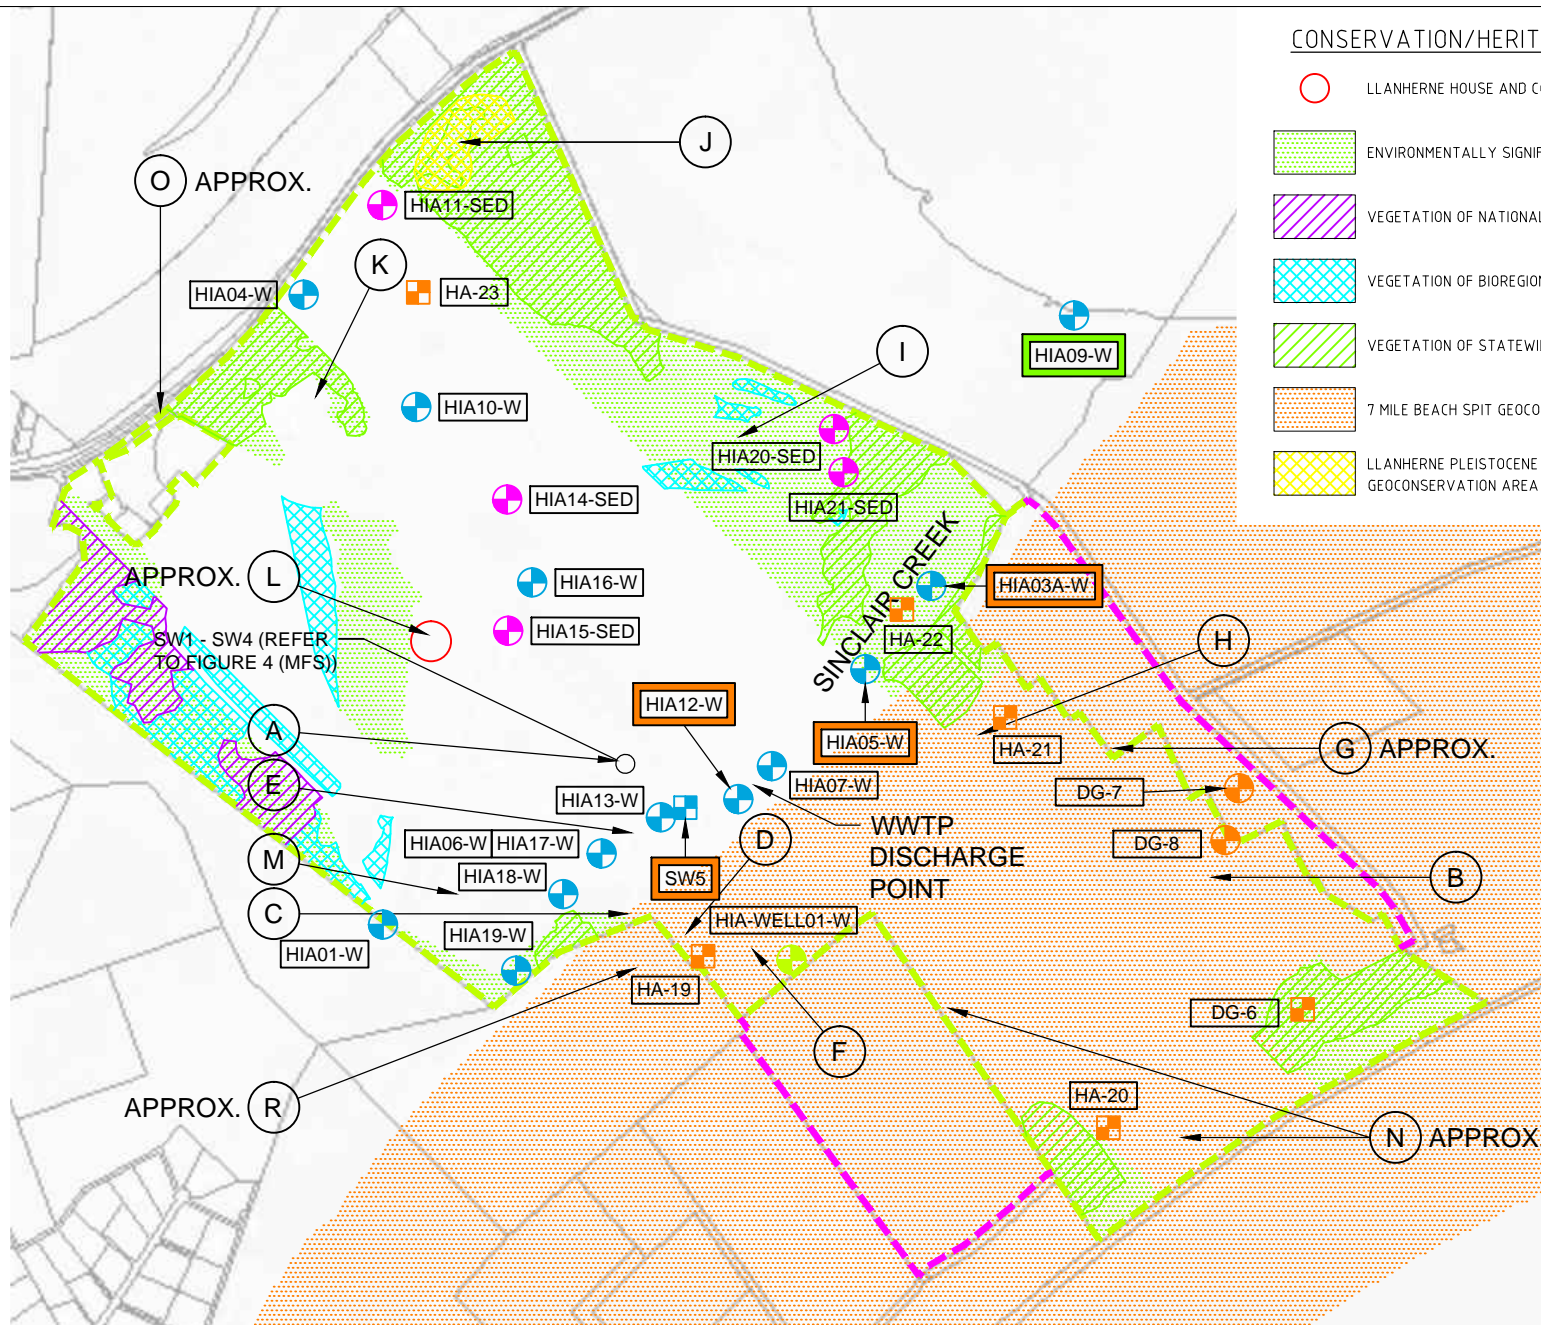 CONSERVATION/HERIT
LLANHERNE HOUSE AND CO
ENVIRONMENTALLY SIGNIF
VEGETATION OF NATIONAL
VEGETATION OF BIOREGION
VEGETATION OF STATEWI
7 MILE BEACH SPIT GEOCO
LLANHERNE PLEISTOCENE
GEOCONSERVATION AREA
J
O APPROX.
HIA11-SED
K
HIA04-W
HA-23
HIA09-W
I
HIA10-W
HIA20-SED
HIA14-SED
HIA21-SED
SINCLAIR CREEK
APPROX. L
HIA16-W
HIA03A-W
HIA15-SED
HA-22
H
SW1 - SW4 (REFER
TO FIGURE 4 (MFS))
HIA12-W
A
HIA05-W
HA-21
G APPROX.
E
HIA07-W
DG-7
HIA13-W
WWTP
DISCHARGE
POINT
D
HIA06-W
HIA17-W
DG-8
M
HIA18-W
SW5
B
C
HIA-WELL01-W
HIA19-W
HIA01-W
HA-19
DG-6
F
HA-20
APPROX. R
N APPROX